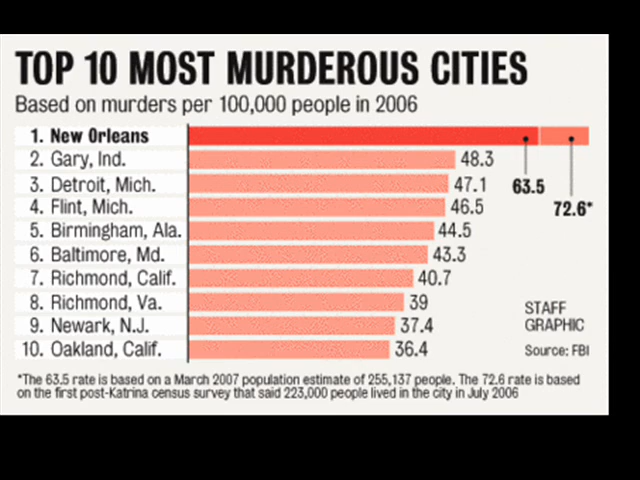 TOP 10 MOST MURDEROUS CITIES
Based on murders per 100,000 people in 2006
1. New Orleans
2. Gary, Ind. 48.3
3. Detroit, Mich. 47.1 63.5
4. Flint, Mich. 46.5 72.6*
5. Birmingham, Ala. 44.5
6. Baltimore, Md. 43.3
7. Richmond, Calif. 40.7
8. Richmond, Va. 39
9. Newark, N.J. 37.4
10. Oakland, Calif. 36.4
STAFF
GRAPHIC
Source: FBI
*The 63.5 rate is based on a March 2007 population estimate of 255,137 people. The 72.6 rate is based
on the first post-Katrina census survey that said 223,000 people lived in the city in July 2006